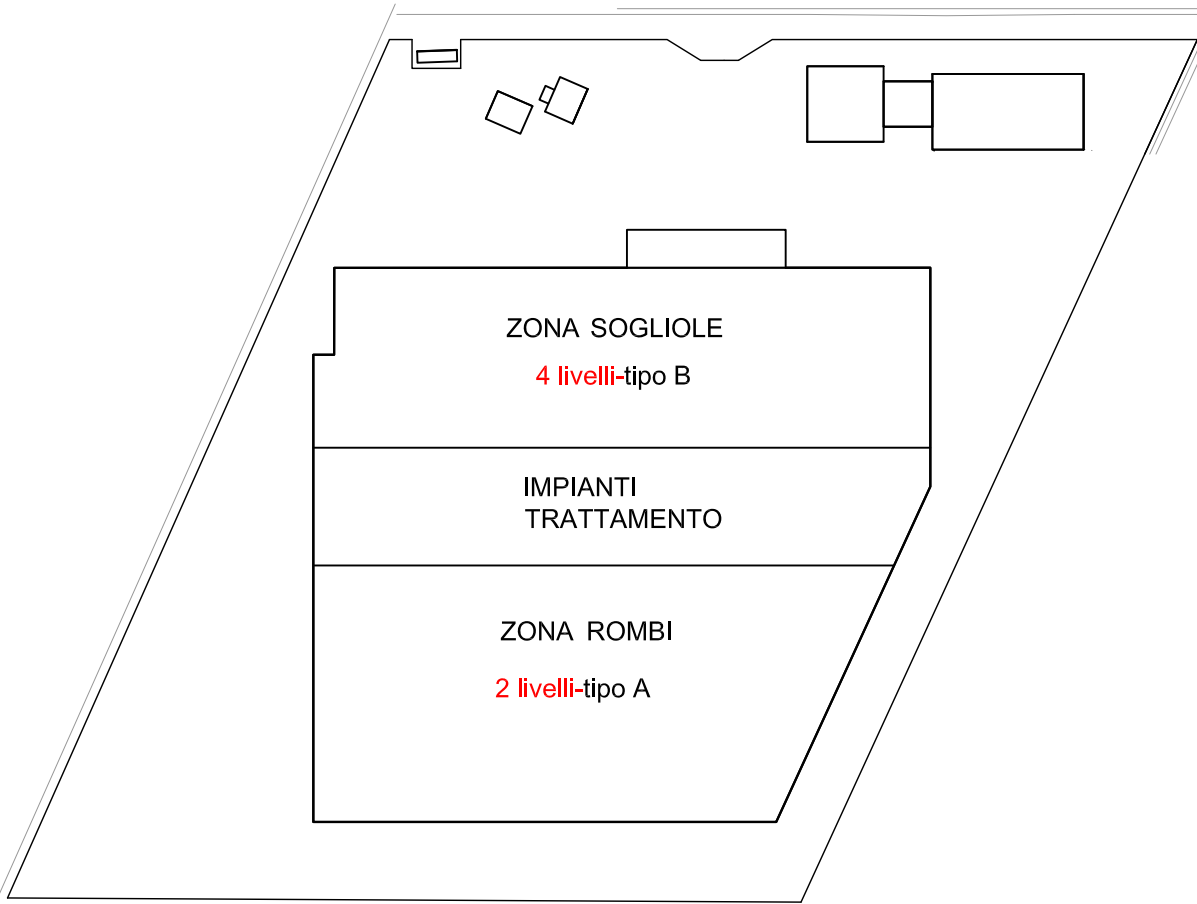 ZONA SOGLIOLE
4 livelli-tipo B
IMPIANTI
TRATTAMENTO
ZONA ROMBI
2 livelli-tipo A